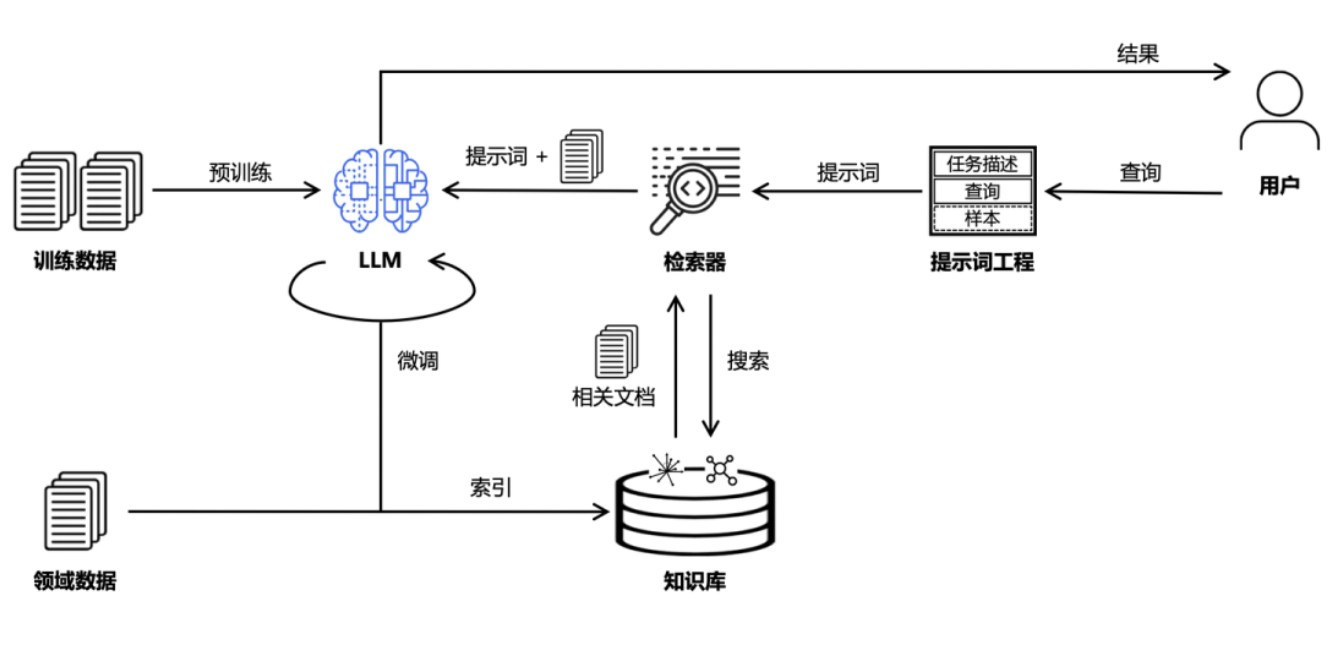 结果
预训练
提示词 +
提示词
任务描述
查询
样本
查询
用户
训练数据
LLM
检索器
提示词工程
微调
相关文档
搜索
索引
领域数据
知识库